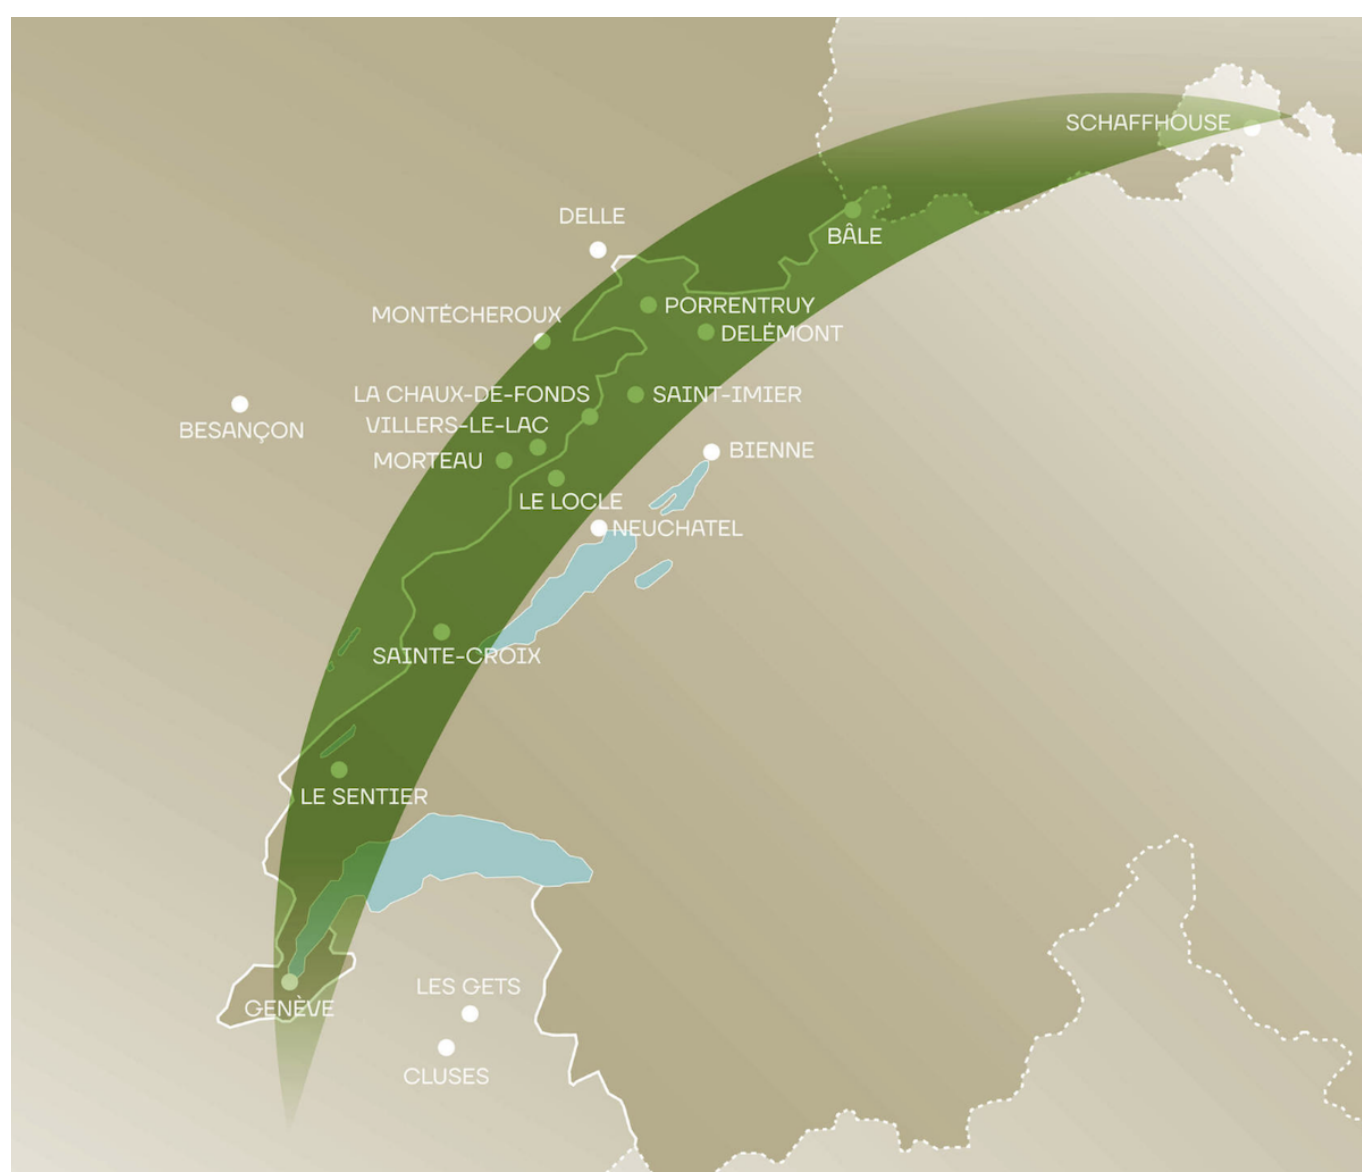 SCHAFFHOUSE
DELLE
BÂLE
MONTÉCHEROUX
PORRENTRUY
DELÉMONT
LA CHAUX-DE-FONDS
SAINT-IMIER
BESANÇON
VILLERS-LE-LAC
BIENNE
MORTEAU
LE LOCLE
NEUCHATEL
SAINTE-CROIX
LE SENTIER
LES GETS
GENÈVE
CLUSES